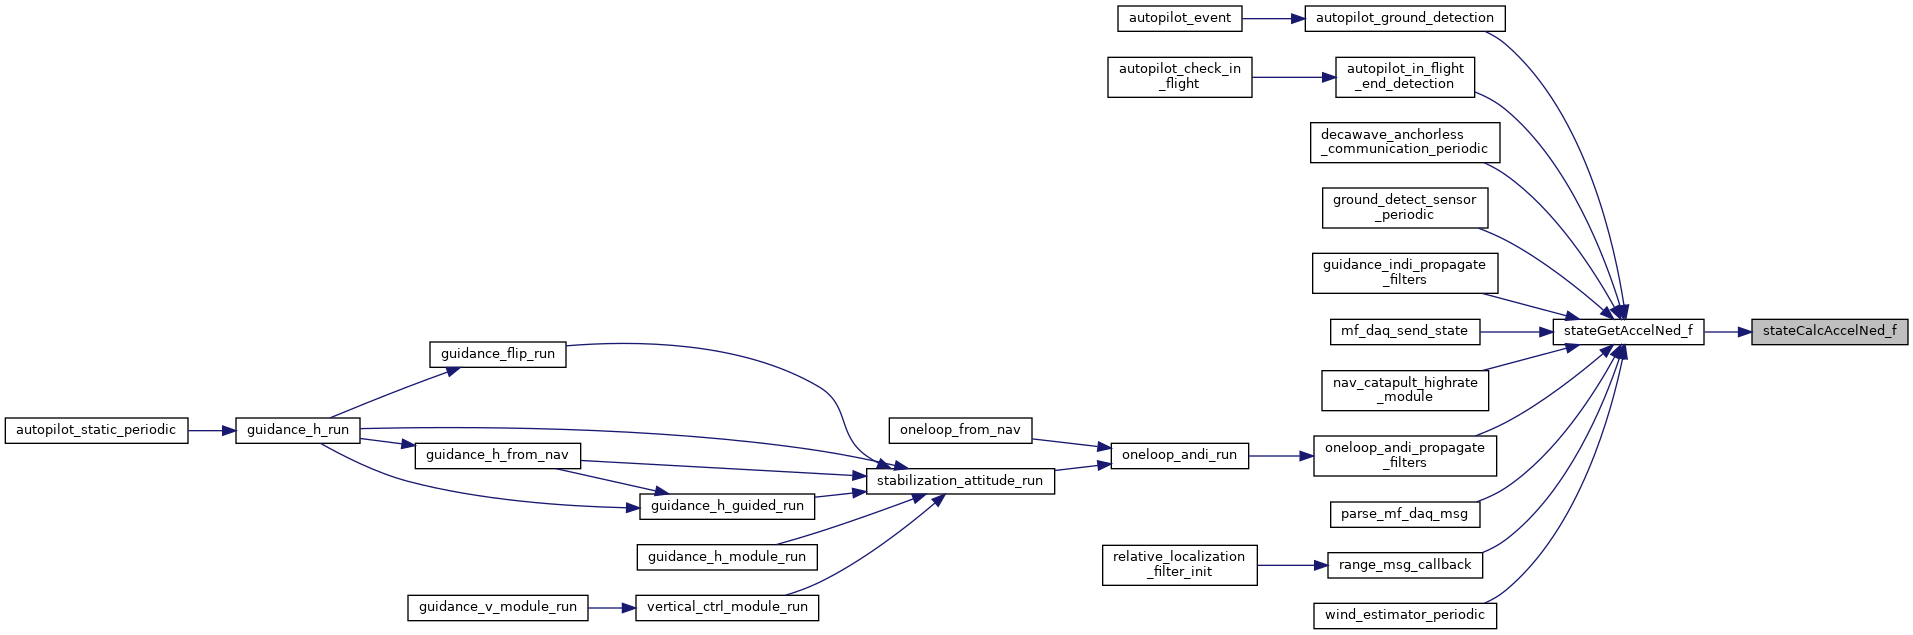 autopilot_event
autopilot_ground_detection
autopilot_check_in
_flight
autopilot_in_flight
_end_detection
decawave_anchorless
_communication_periodic
ground_detect_sensor
_periodic
guidance_indi_propagate
_filters
mf_daq_send_state
stateGetAccelNed_f
stateCalcAccelNed_f
guidance_flip_run
nav_catapult_highrate
_module
autopilot_static_periodic
guidance_h_run
oneloop_from_nav
guidance_h_from_nav
oneloop_andi_run
oneloop_andi_propagate
_filters
stabilization_attitude_run
guidance_h_guided_run
parse_mf_daq_msg
guidance_h_module_run
relative_localization
_filter_init
range_msg_callback
guidance_v_module_run
vertical_ctrl_module_run
wind_estimator_periodic